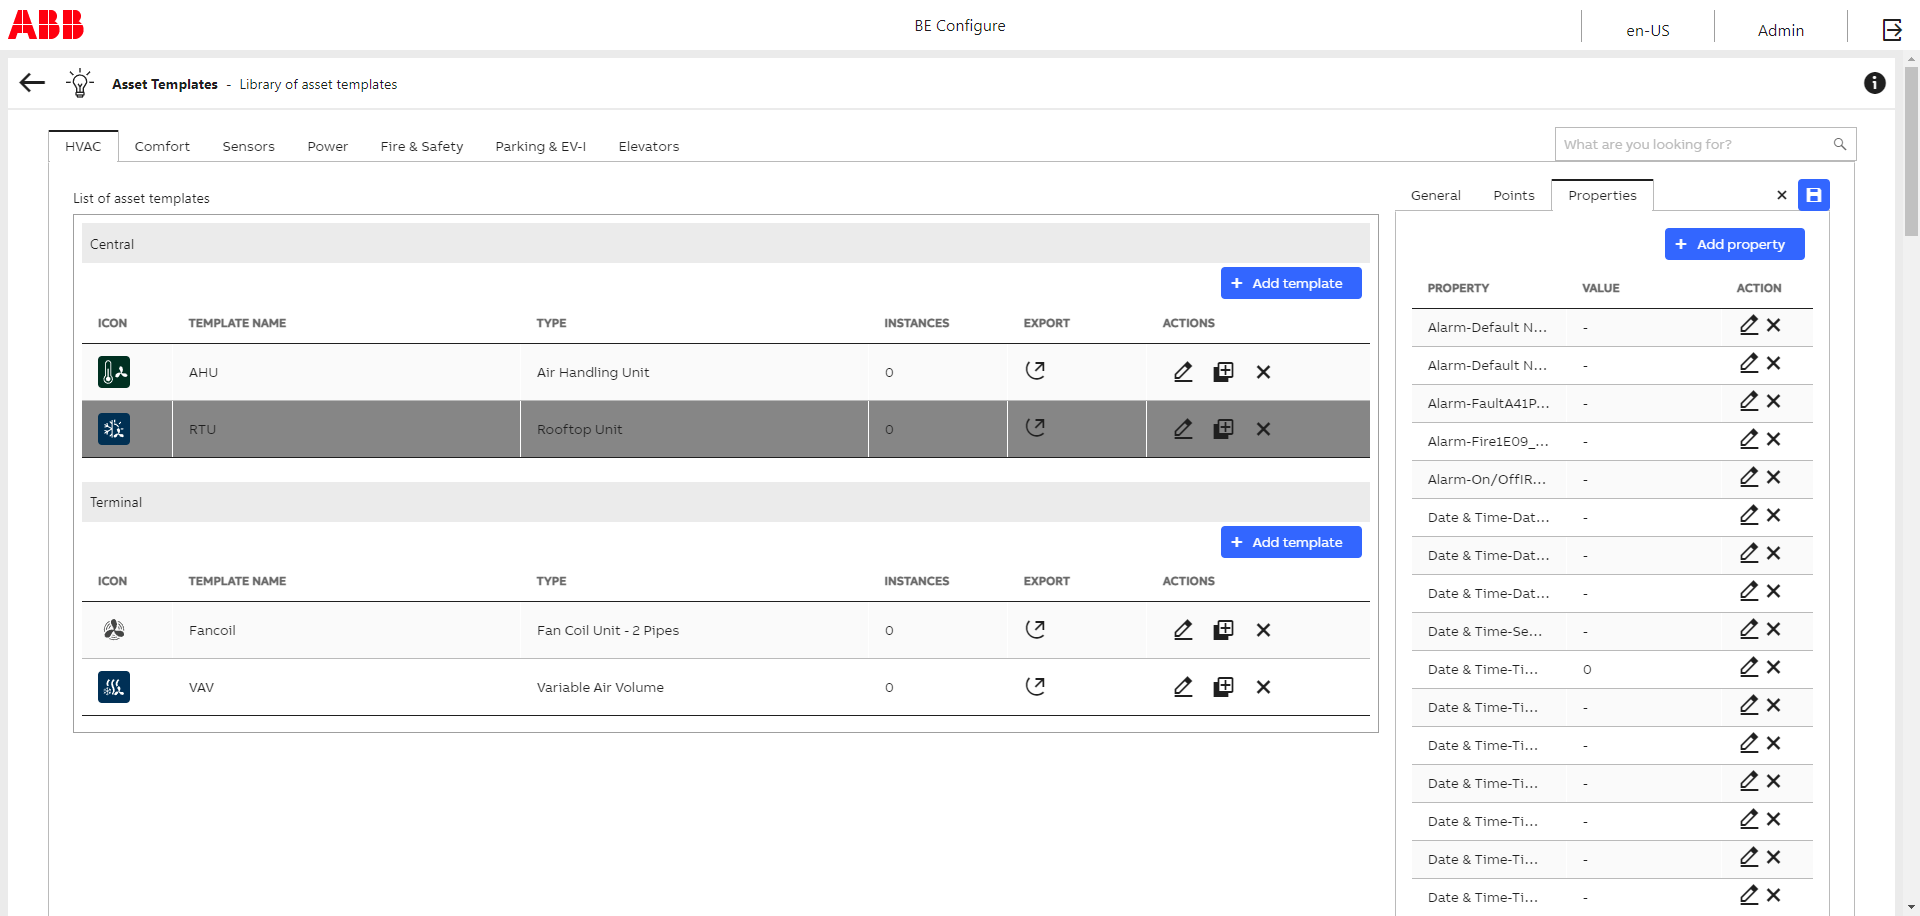 ABB
BE Configure
en-US
Admin
Asset Templates - Library of asset templates
HVAC
Comfort
Sensors
Power
Fire & Safety
Parking & EV-I
Elevators
What are you looking for?
List of asset templates
Central
+ Add template
ICON TEMPLATE NAME TYPE INSTANCES EXPORT ACTIONS
AHU Air Handling Unit 0
RTU Rooftop Unit 0
Terminal
+ Add template
ICON TEMPLATE NAME TYPE INSTANCES EXPORT ACTIONS
Fancoil Fan Coil Unit - 2 Pipes 0
VAV Variable Air Volume 0
General
Points
Properties
+ Add property
PROPERTY VALUE ACTION
Alarm-Default N... -
Alarm-Default N... -
Alarm-FaultA41P... -
Alarm-Fire1E09_... -
Alarm-On/OffIR... -
Date & Time-Dat... -
Date & Time-Dat... -
Date & Time-Dat... -
Date & Time-Se... -
Date & Time-Ti... 0
Date & Time-Ti... -
Date & Time-Ti... -
Date & Time-Ti... -
Date & Time-Ti... -
Date & Time-Ti... -
Date & Time-Ti... -